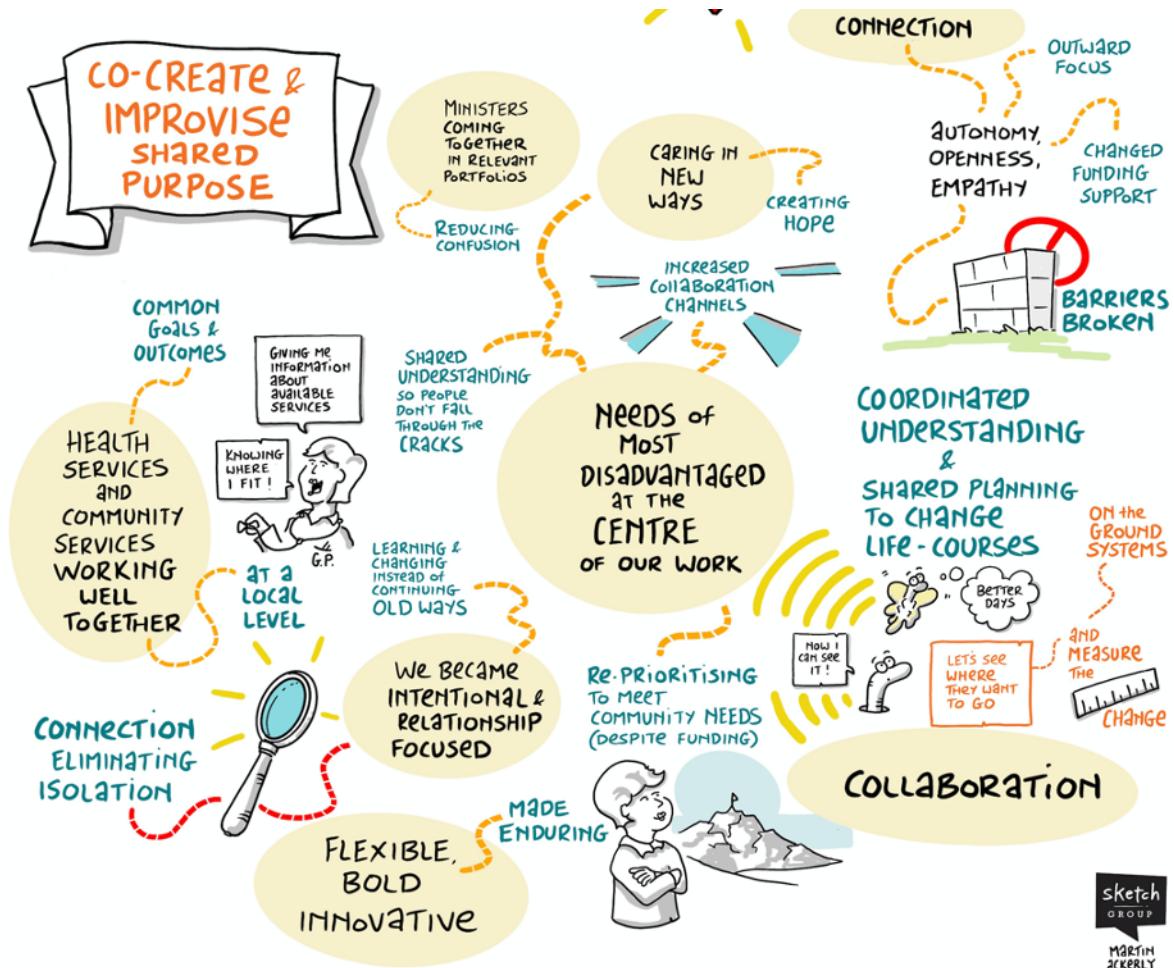 CO-CREATE &
IMPROVISE
SHARED
PURPOSE
MINISTERS
COMING
TOGETHER
IN RELEVANT
PORTFOLIOS
REDUCING
CONFUSION
CARING IN
NEW
WAYS
CREATING
HOPE
CONNECTION
OUTWARD
FOCUS
AUTONOMY,
OPENNESS,
EMPATHY
CHANGED
FUNDING
SUPPORT
BARRIERS
BROKEN
INCREASED
COLLABORATION
CHANNELS
COMMON
GOALS &
OUTCOMES
GIVING ME
INFORMATION
ABOUT
AVAILABLE
SERVICES
KNOWING
WHERE
I FIT!
G.P.
SHARED
UNDERSTANDING
SO PEOPLE
DON'T FALL
THROUGH THE
CRACKS
HEALTH
SERVICES
AND
COMMUNITY
SERVICES
WORKING
WELL
TOGETHER
AT A
LOCAL
LEVEL
NEEDS OF
MOST
DISADVANTAGED
AT THE
CENTRE
OF OUR WORK
COORDINATED
UNDERSTANDING
&
SHARED PLANNING
TO CHANGE
LIFE-COURSES
ON THE
GROUND
SYSTEMS
BETTER
DAYS
NOW I
CAN SEE
IT!
LET'S SEE
WHERE
THEY WANT
TO GO
AND
MEASURE
THE
CHANGE
LEARNING &
CHANGING
INSTEAD OF
CONTINUING
OLD WAYS
WE BECAME
INTENTIONAL &
RELATIONSHIP
FOCUSED
RE-PRIORITISING
TO MEET
COMMUNITY NEEDS
(DESPITE FUNDING)
CONNECTION
ELIMINATING
ISOLATION
COLLABORATION
MADE
ENDURING
FLEXIBLE,
BOLD
INNOVATIVE
SKETCH
GROUP
MARTIN
ACKERLY